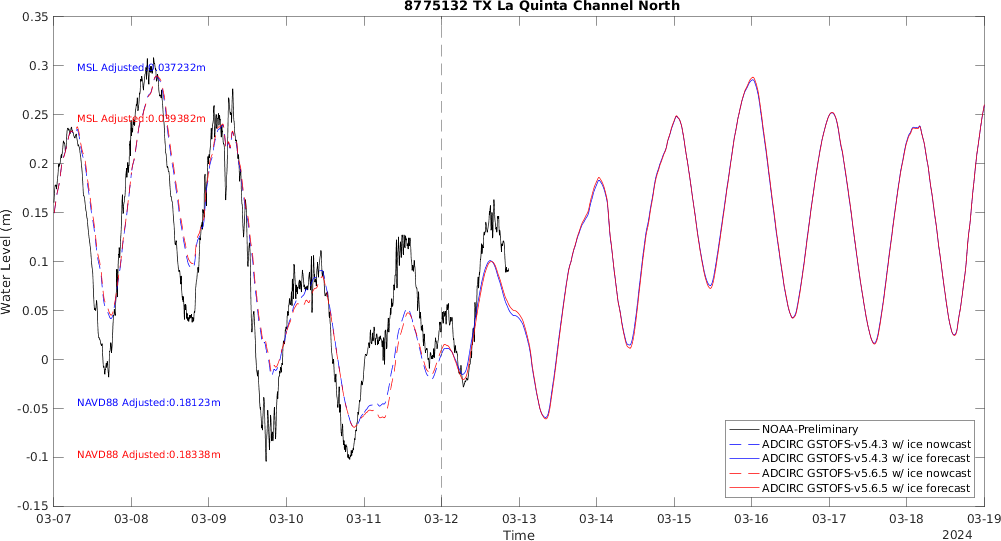 8775132 TX La Quinta Channel North
0.35
0.3
0.25
0.2
0.15
0.1
0.05
0
-0.05
-0.1
-0.15
Water Level (m)
MSL Adjusted:0.037232m
MSL Adjusted:0.039382m
NAVD88 Adjusted:0.18123m
NAVD88 Adjusted:0.18338m
NOAA-Preliminary
ADCIRC GSTOFS-v5.4.3 w/ ice nowcast
ADCIRC GSTOFS-v5.4.3 w/ ice forecast
ADCIRC GSTOFS-v5.6.5 w/ ice nowcast
ADCIRC GSTOFS-v5.6.5 w/ ice forecast
03-07 03-08 03-09 03-10 03-11 03-12 03-13 03-14 03-15 03-16 03-17 03-18 03-19
Time
2024